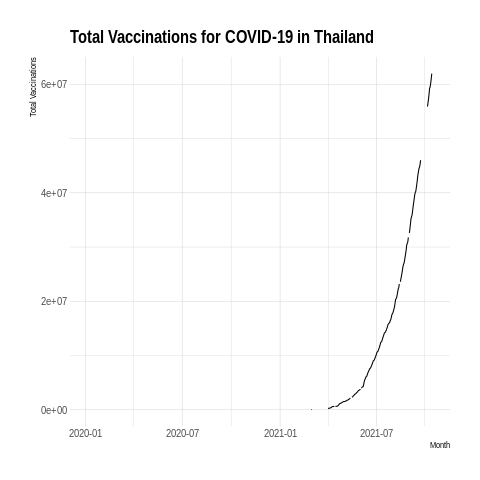 Total Vaccinations for COVID-19 in Thailand
Total Vaccinations
6e+07
4e+07
2e+07
0e+00
2020-01 2020-07 2021-01 2021-07
Month